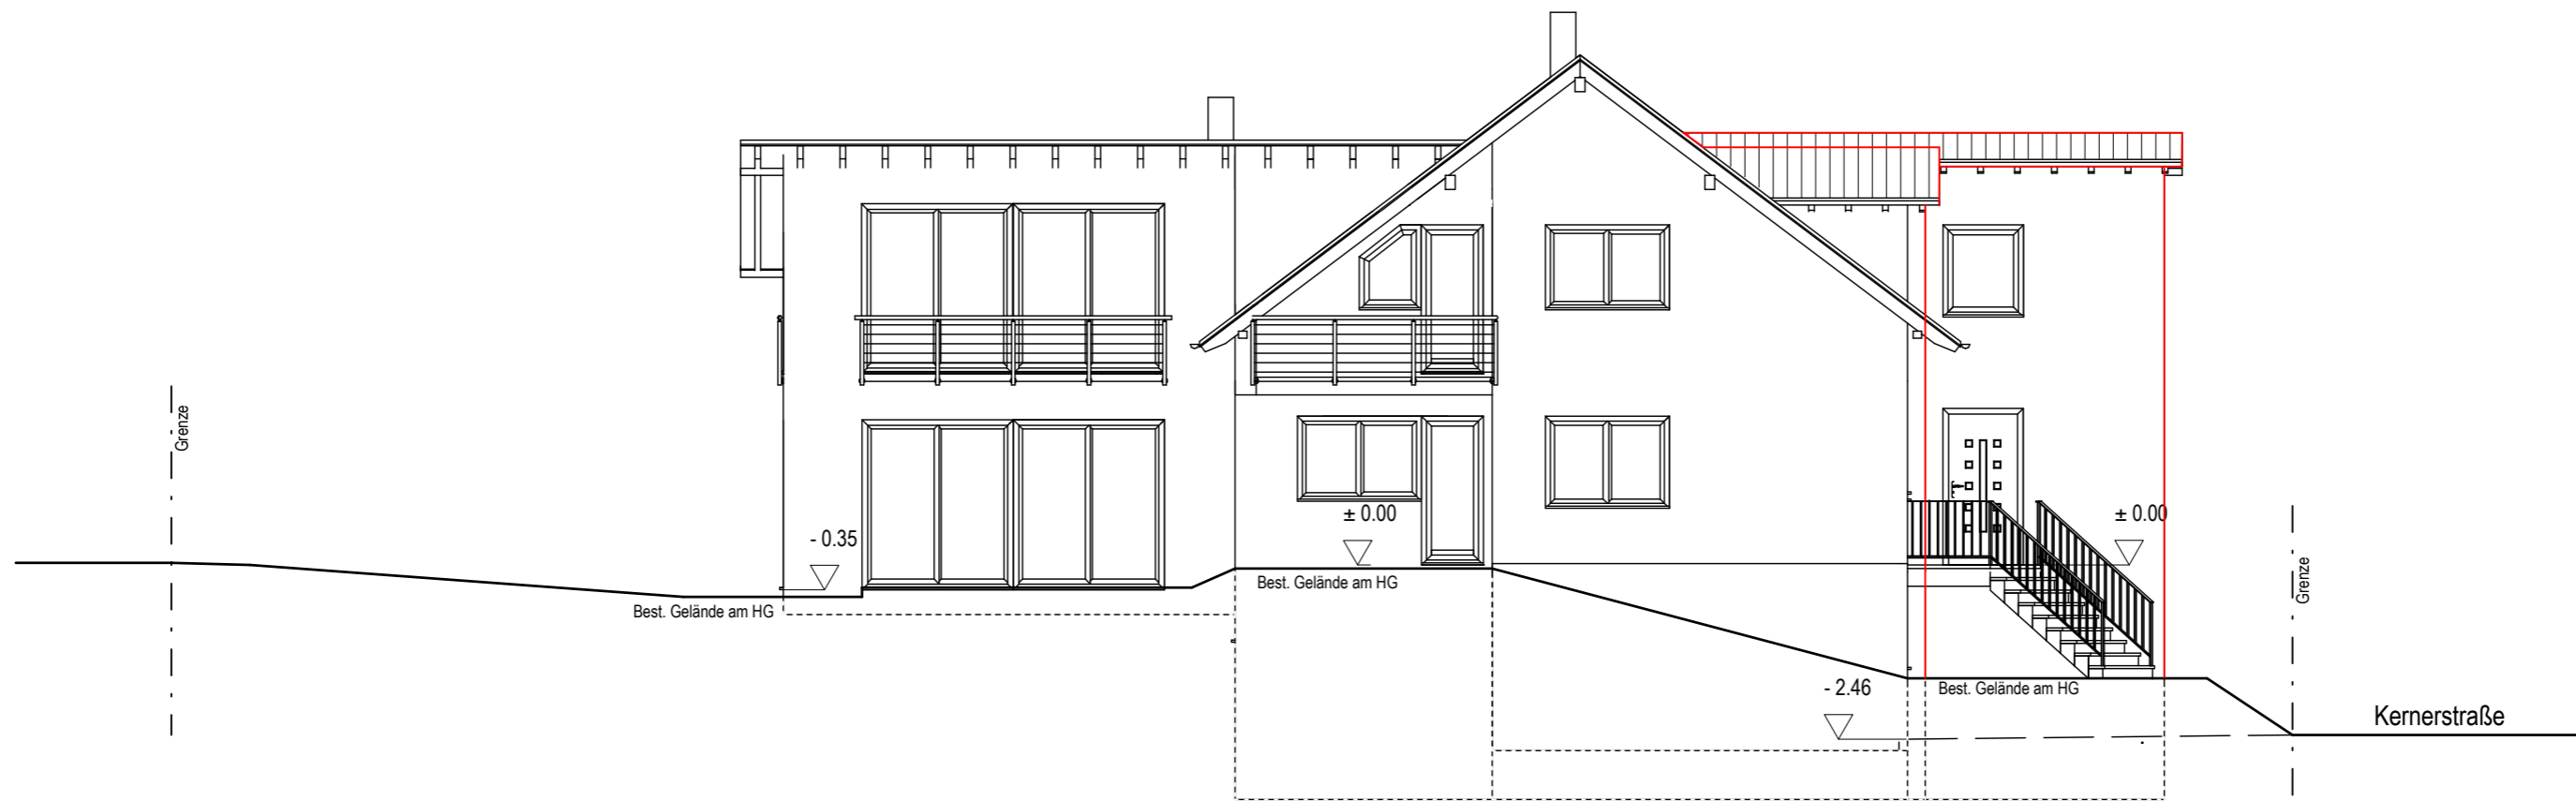 Grenze
- 0.35
± 0.00
± 0.00
Grenze
Best. Gelände am HG
Best. Gelände am HG
- 2.46
Best. Gelände am HG
Kernerstraße